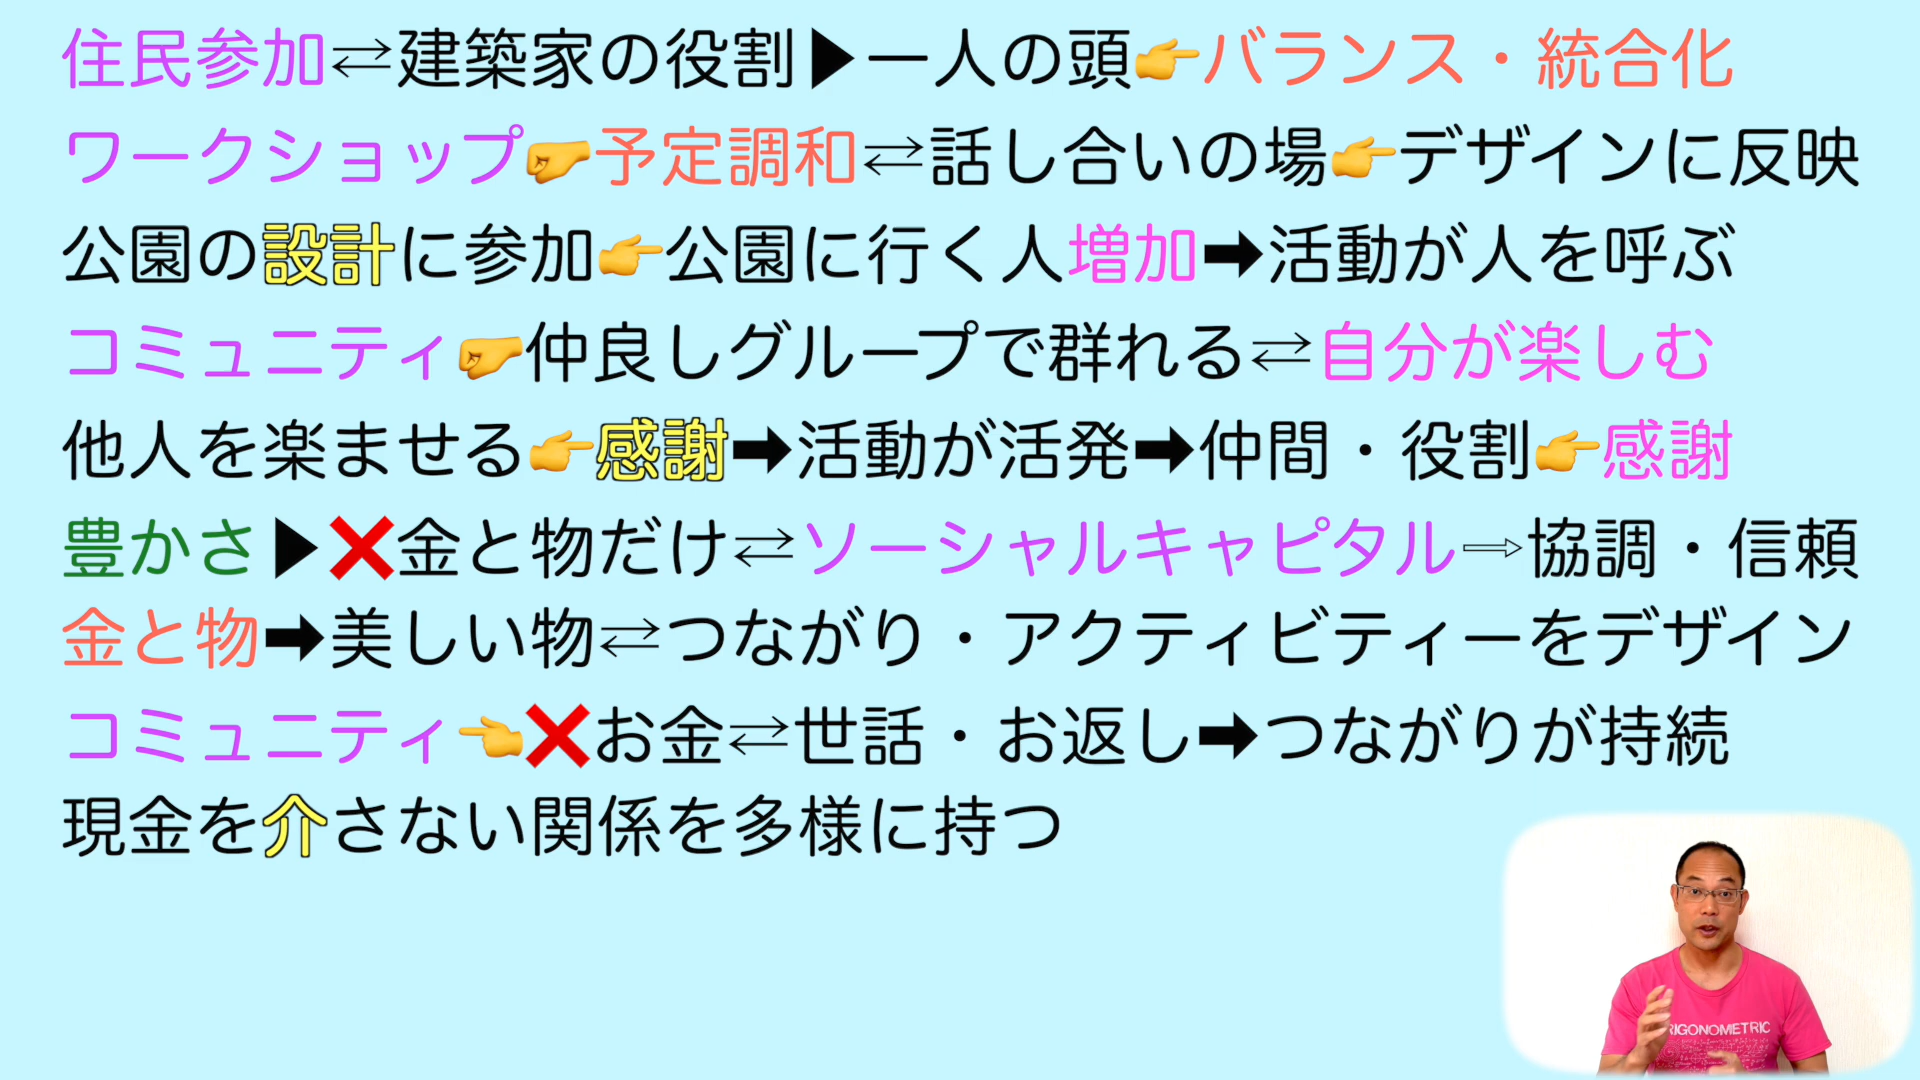 住民参加⇄建築家の役割▶一人の頭👉バランス・統合化
ワークショップ🤛予定調和⇄話し合いの場👉デザインに反映
公園の設計に参加👉公園に行く人増加➡活動が人を呼ぶ
コミュニティ🤛仲良しグループで群れる⇄自分が楽しむ
他人を楽ませる👉感謝➡活動が活発➡仲間・役割👉感謝
豊かさ▶❌金と物だけ⇄ソーシャルキャピタル⇨協調・信頼
金と物➡美しい物⇄つながり・アクティビティーをデザイン
コミュニティ👈❌お金⇄世話・お返し➡つながりが持続
現金を介さない関係を多様に持つ
RIGONOMETRIC